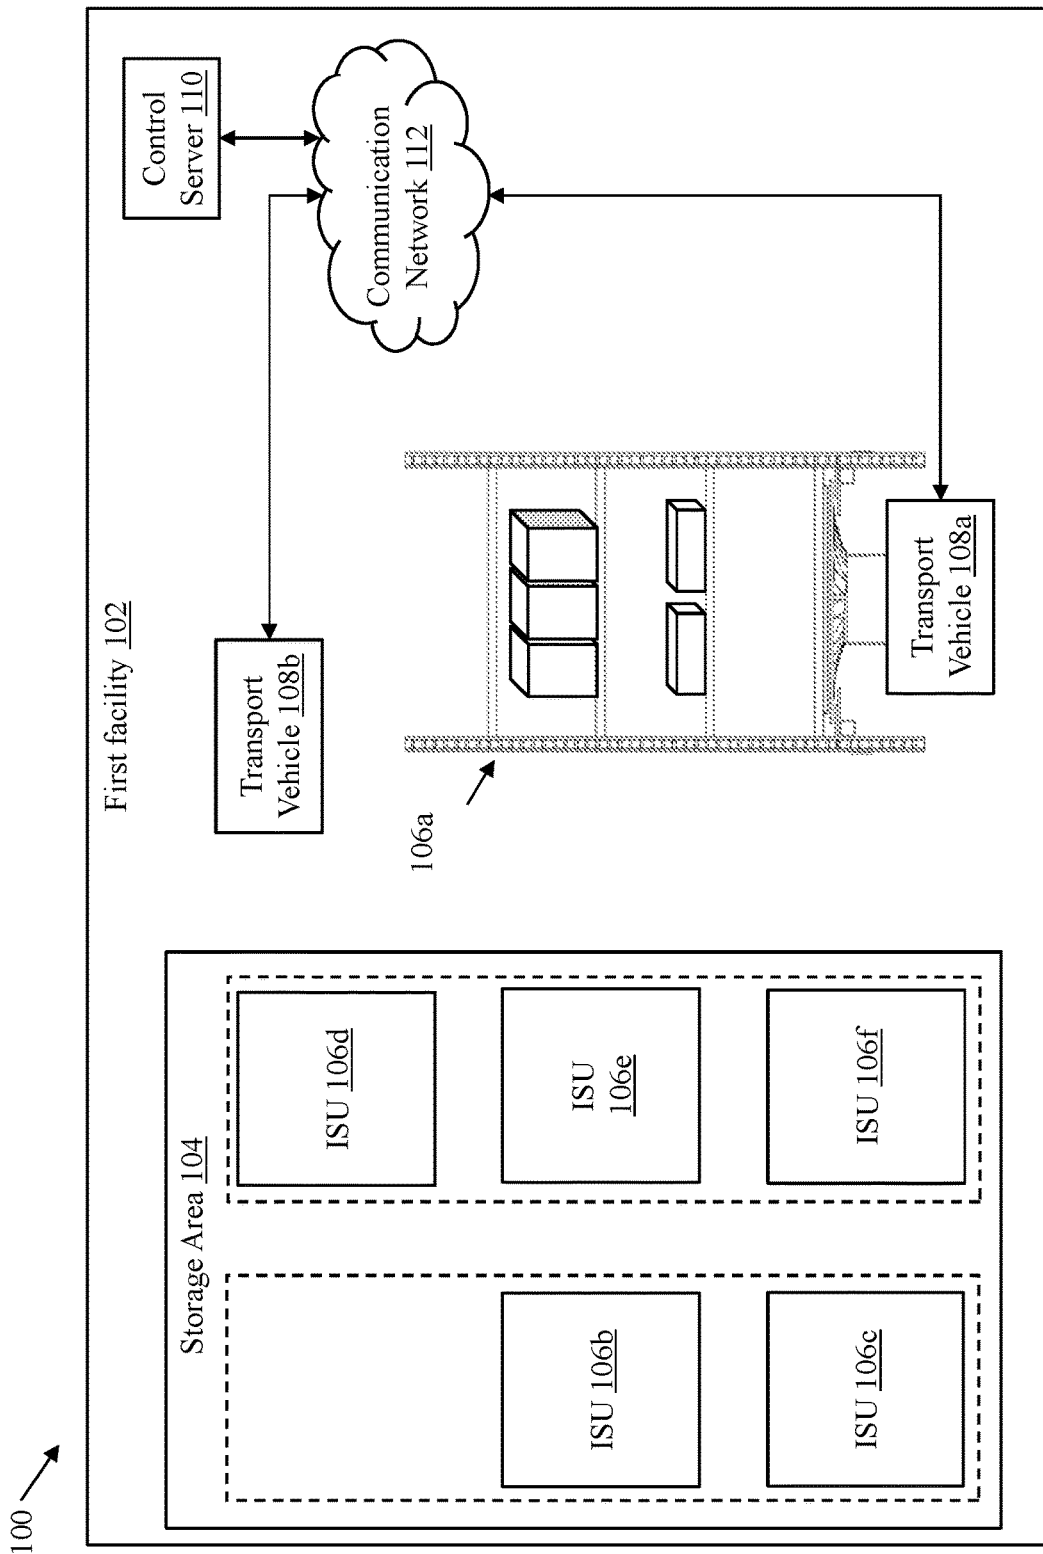 100
First facility 102
Storage Area 104
ISU 106b
ISU 106c
ISU 106d
ISU
106e
ISU 106f
106a
Transport
Vehicle 108b
Transport
Vehicle 108a
Communication
Network 112
Control
Server 110